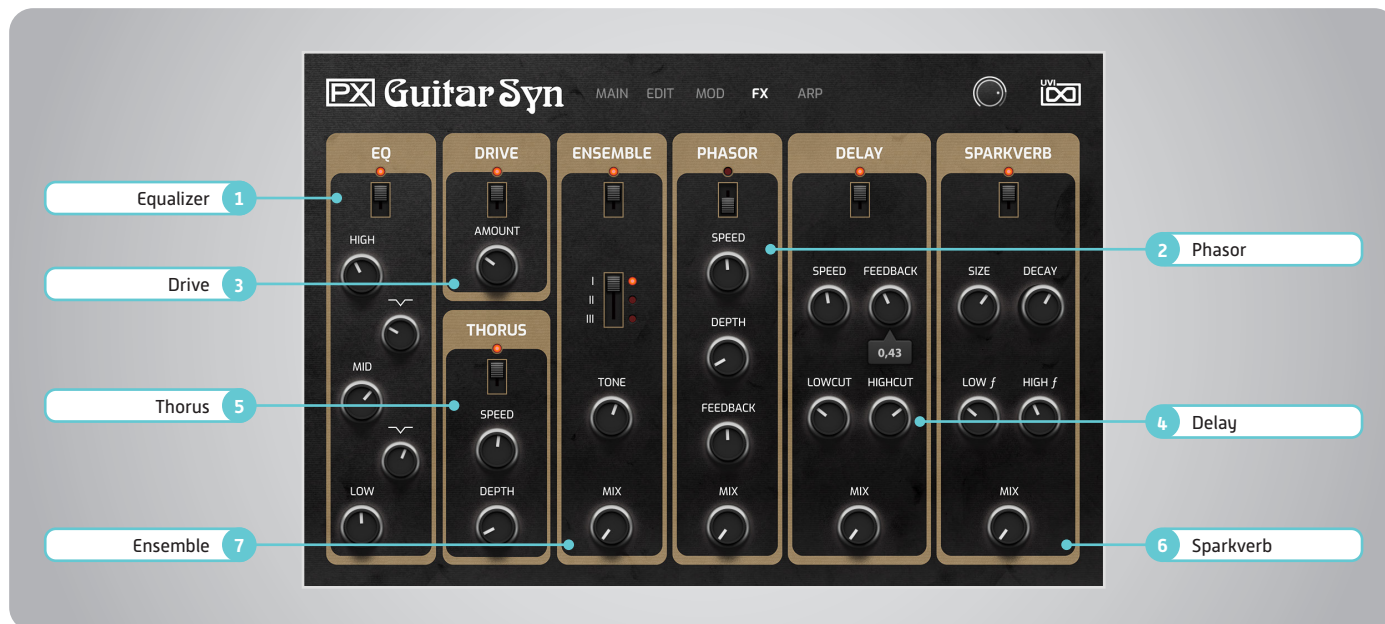 PX Guitar Syn MAIN EDIT MOD FX ARP UVI
EQ DRIVE ENSEMBLE PHASOR DELAY SPARKVERB
Equalizer 1
HIGH
MID
LOW
Drive 3
AMOUNT
THORUS
Thorus 5
SPEED
DEPTH
I
II
III
TONE
MIX
Ensemble 7
SPEED
DEPTH
FEEDBACK
MIX
2 Phasor
SPEED FEEDBACK
0,43
LOWCUT HIGHCUT
MIX
4 Delay
SIZE DECAY
LOW ƒ HIGH ƒ
MIX
6 Sparkverb